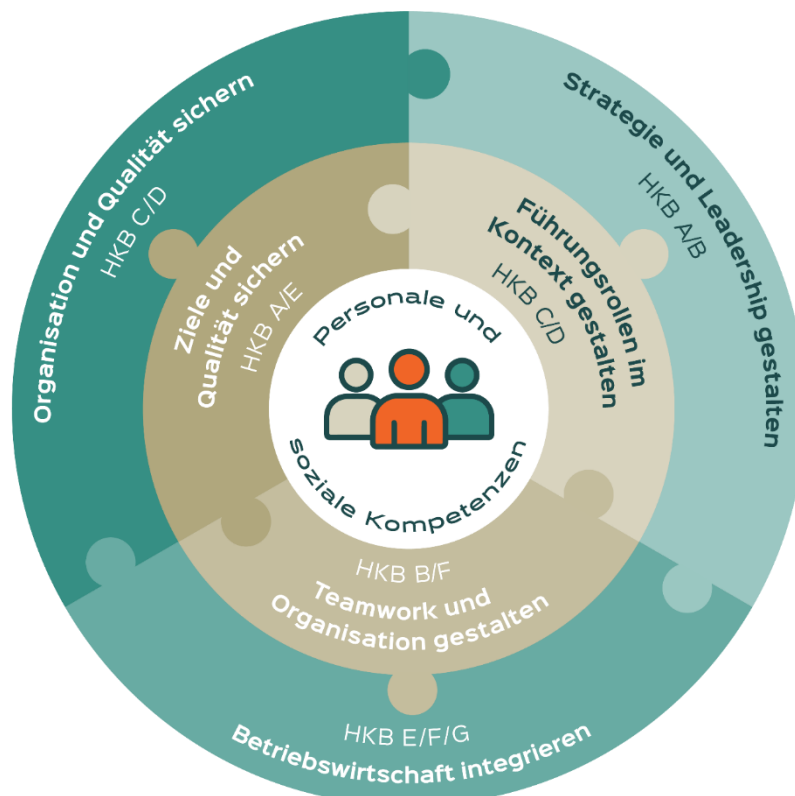 Organisation und Qualität sichern
HKB C/D
Strategie und Leadership gestalten
HKB A/B
Ziele und
Qualität sichern
HKB A/E
Führungsrollen im
Kontext gestalten
HKB C/D
Personale und
soziale Kompetenzen
HKB B/F
Teamwork und
Organisation gestalten
HKB E/F/G
Betriebswirtschaft integrieren